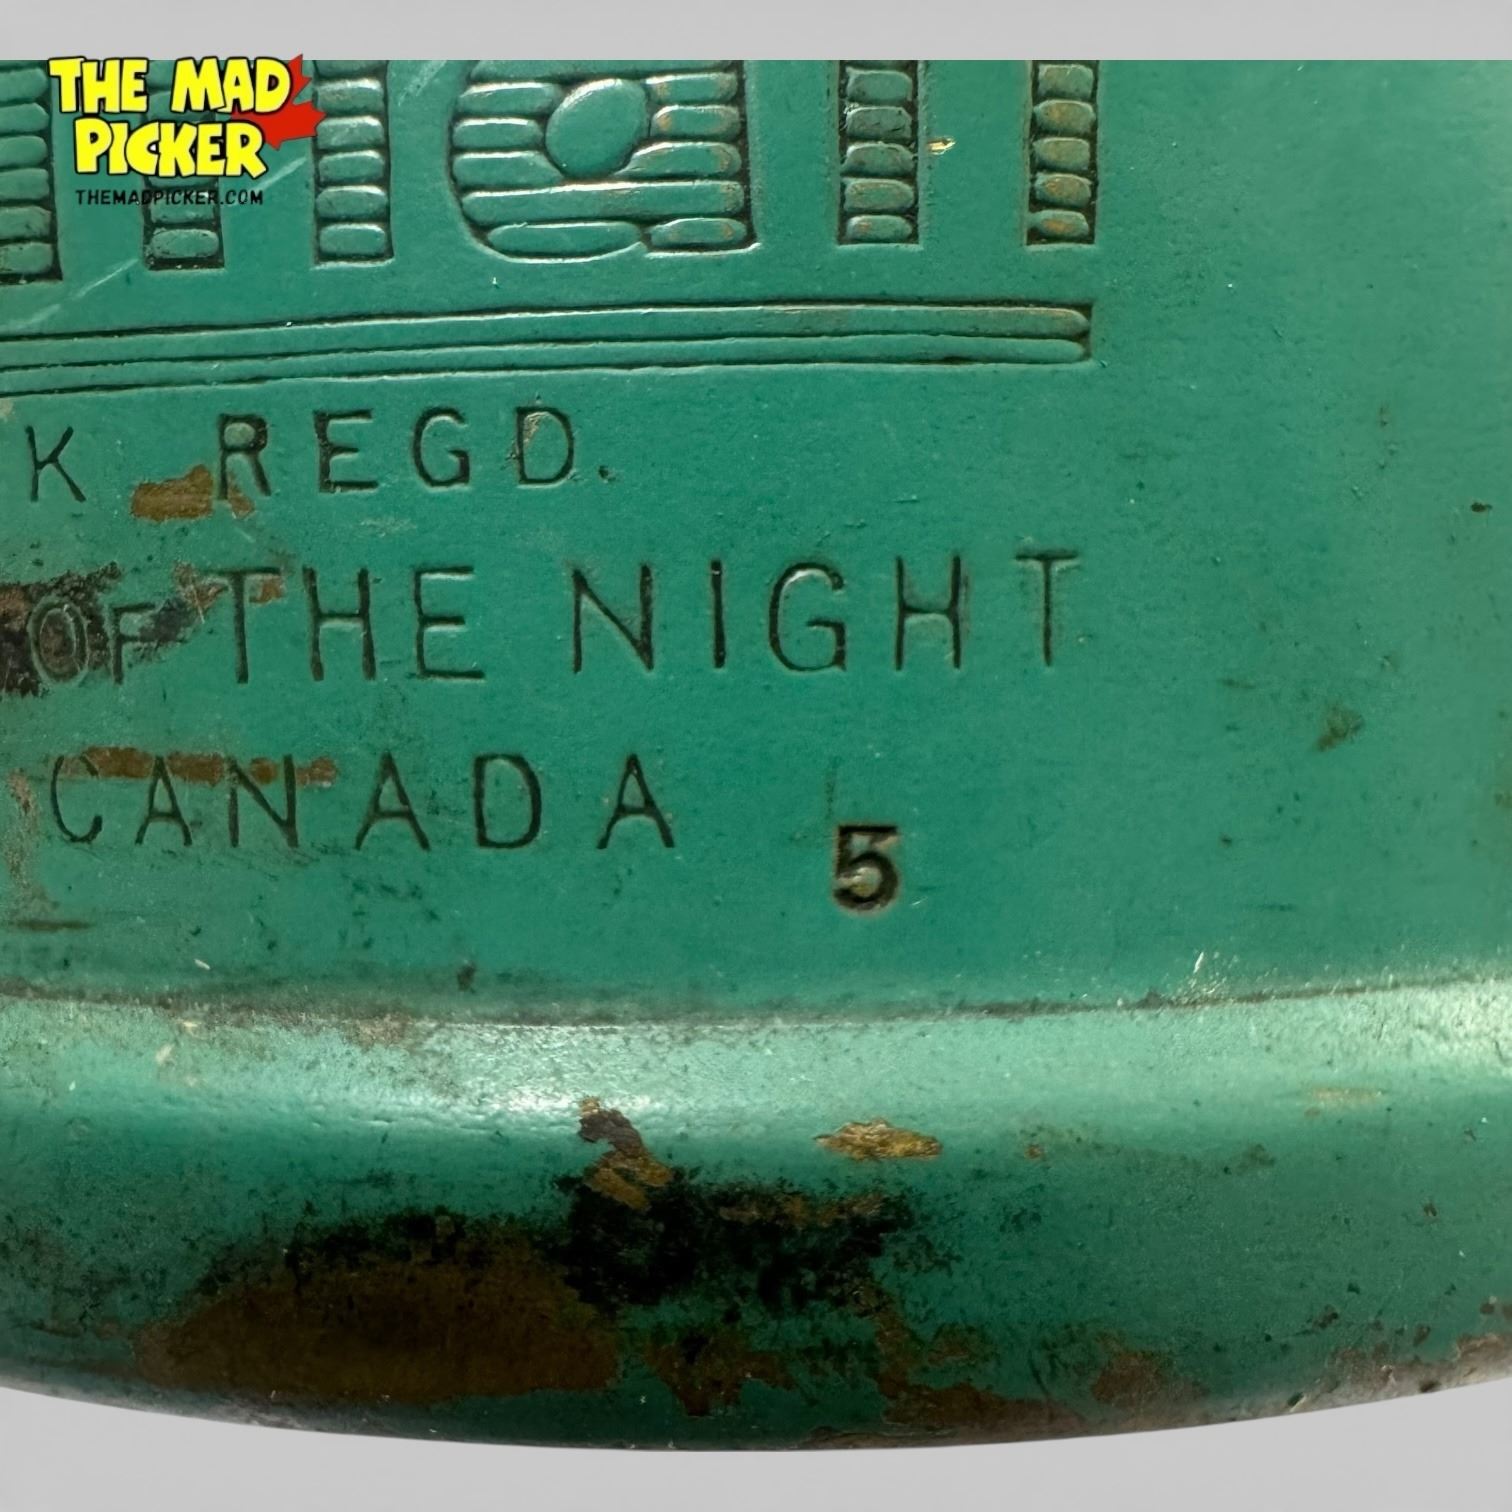 THE MAD
PICKER
THEMADPICKER.COM
K REGD.
OF THE NIGHT
CANADA 5